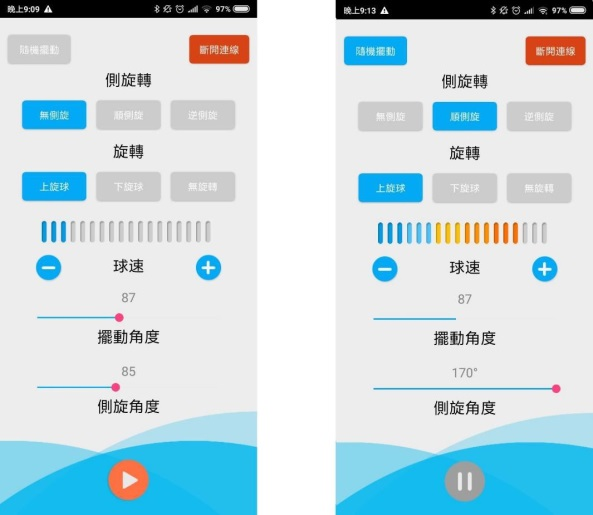 晚上9:09
97%
隨機擺動
斷開連線
側旋轉
無側旋
順側旋
逆側旋
旋轉
上旋球
下旋球
無旋轉
球速
87
擺動角度
85
側旋角度
晚上9:13
97%
隨機擺動
斷開連線
側旋轉
無側旋
順側旋
逆側旋
旋轉
上旋球
下旋球
無旋轉
球速
87
擺動角度
170°
側旋角度